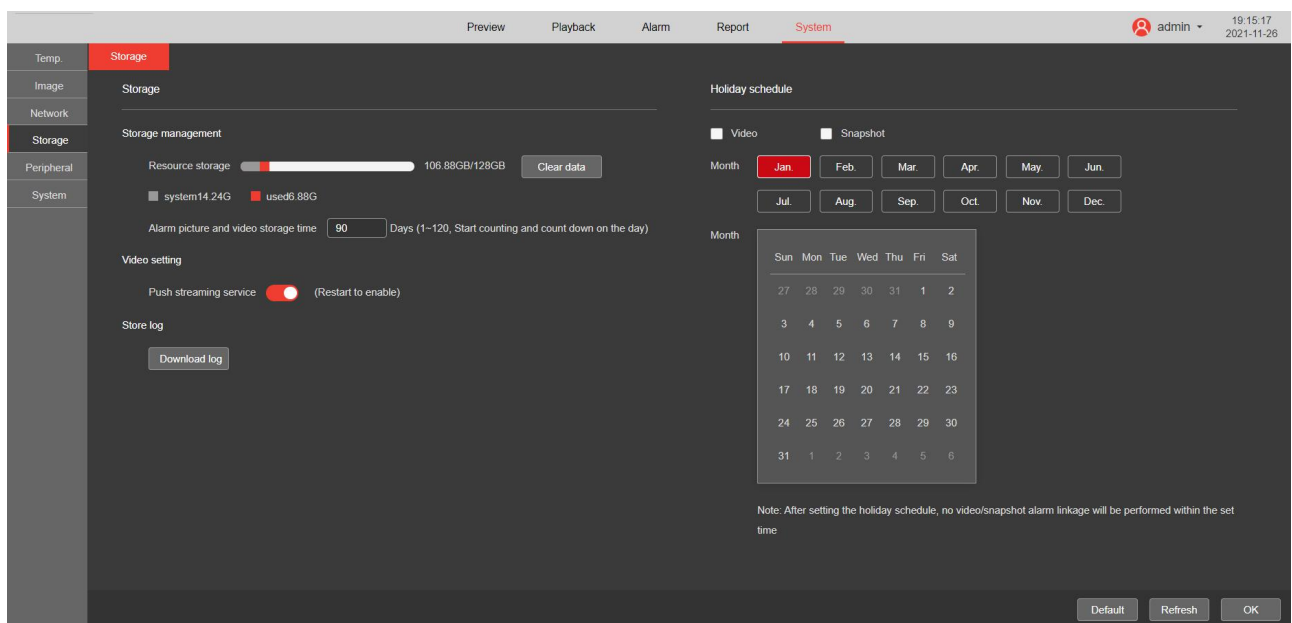 Preview Playback Alarm Report System admin 19:15:17
2021-11-26
Temp.
Image
Network
Storage
Peripheral
System
Storage
Storage
Storage management
Resource storage 106.88GB/128GB Clear data
system14.24G used6.88G
Alarm picture and video storage time 90 Days (1~120, Start counting and count down on the day)
Video setting
Push streaming service (Restart to enable)
Store log
Download log
Holiday schedule
Video Snapshot
Month Jan. Feb. Mar. Apr. May. Jun.
Jul. Aug. Sep. Oct. Nov. Dec.
Month
Sun Mon Tue Wed Thu Fri Sat
27 28 29 30 31 1 2
3 4 5 6 7 8 9
10 11 12 13 14 15 16
17 18 19 20 21 22 23
24 25 26 27 28 29 30
31 1 2 3 4 5 6
Note: After setting the holiday schedule, no video/snapshot alarm linkage will be performed within the set
time
Default Refresh OK